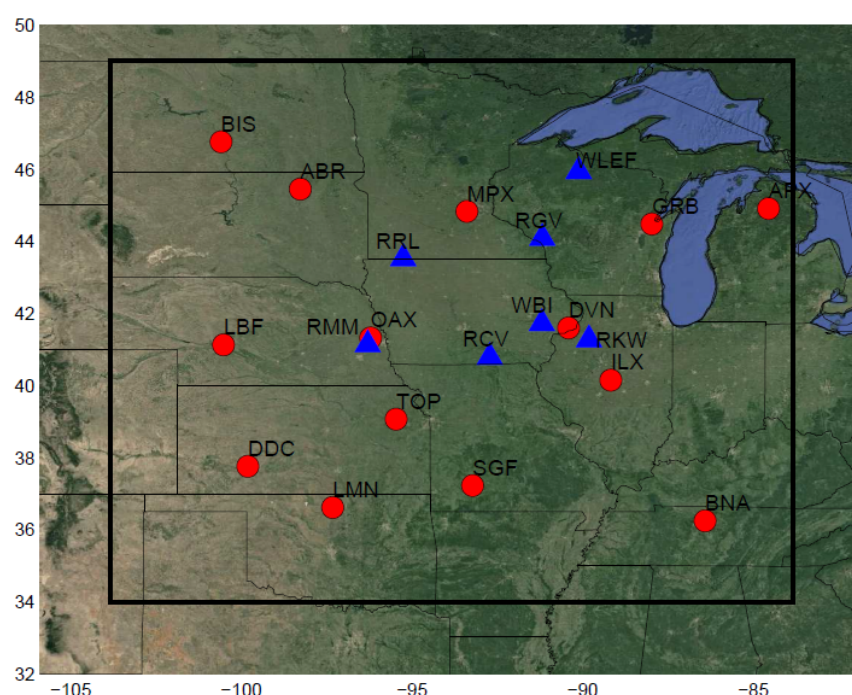 50
48
BIS
WLEF
46
ABR
MPX
GRB
APX
44
RGV
RRL
42
WBI
DVN
LBF
RMM
OAX
RCV
RKW
ILX
40
TOP
38
DDC
SGF
LMN
BNA
36
34
32
−105
−100
−95
−90
−85